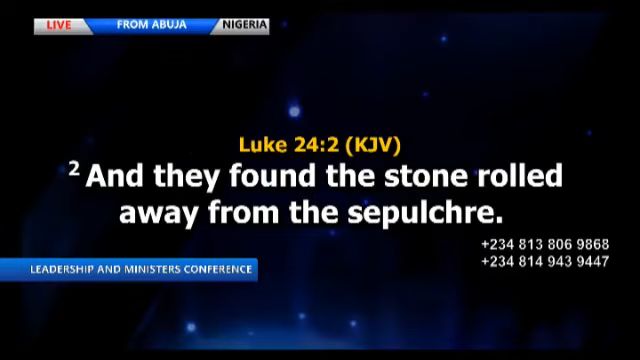 LIVE FROM ABUJA NIGERIA
Luke 24:2 (KJV)
2 And they found the stone rolled
away from the sepulchre.
+234 813 806 9868
+234 814 943 9447
LEADERSHIP AND MINISTERS CONFERENCE